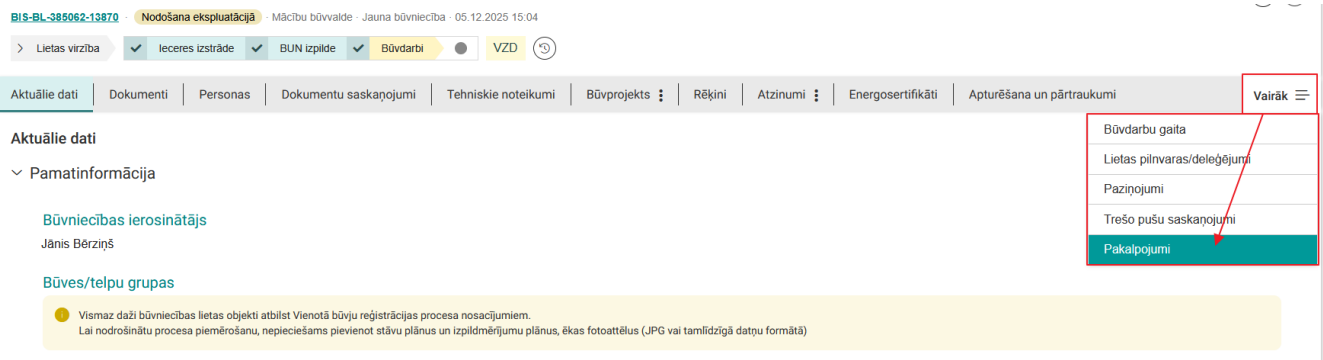 BIS-BL-385062-13870 · Nodošana ekspluatācijā · Mācību būvvalde · Jauna būvniecība · 05.12.2025 15:04
Lietas virzība Ieceres izstrāde BUN izpilde Būvdarbi VZD
Aktuālie dati Dokumenti Personas Dokumentu saskaņojumi Tehniskie noteikumi Būvprojekts Rēķini Atzinumi Energosertifikāti Apturēšana un pārtraukumi Vairāk
Būvdarbu gaita
Lietas pilnvaras/deleģējumi
Paziņojumi
Trešo pušu saskaņojumi
Pakalpojumi
Aktuālie dati
Pamatinformācija
Būvniecības ierosinātājs
Jānis Bērziņš
Būves/telpu grupas
Vismaz daži būvniecības lietas objekti atbilst Vienotā būvju reģistrācijas procesa nosacījumiem.
Lai nodrošinātu procesa piemērošanu, nepieciešams pievienot stāvu plānus un izpildmērījumu plānus, ēkas fotoattēlus (JPG vai tamlīdzīgā datņu formātā)